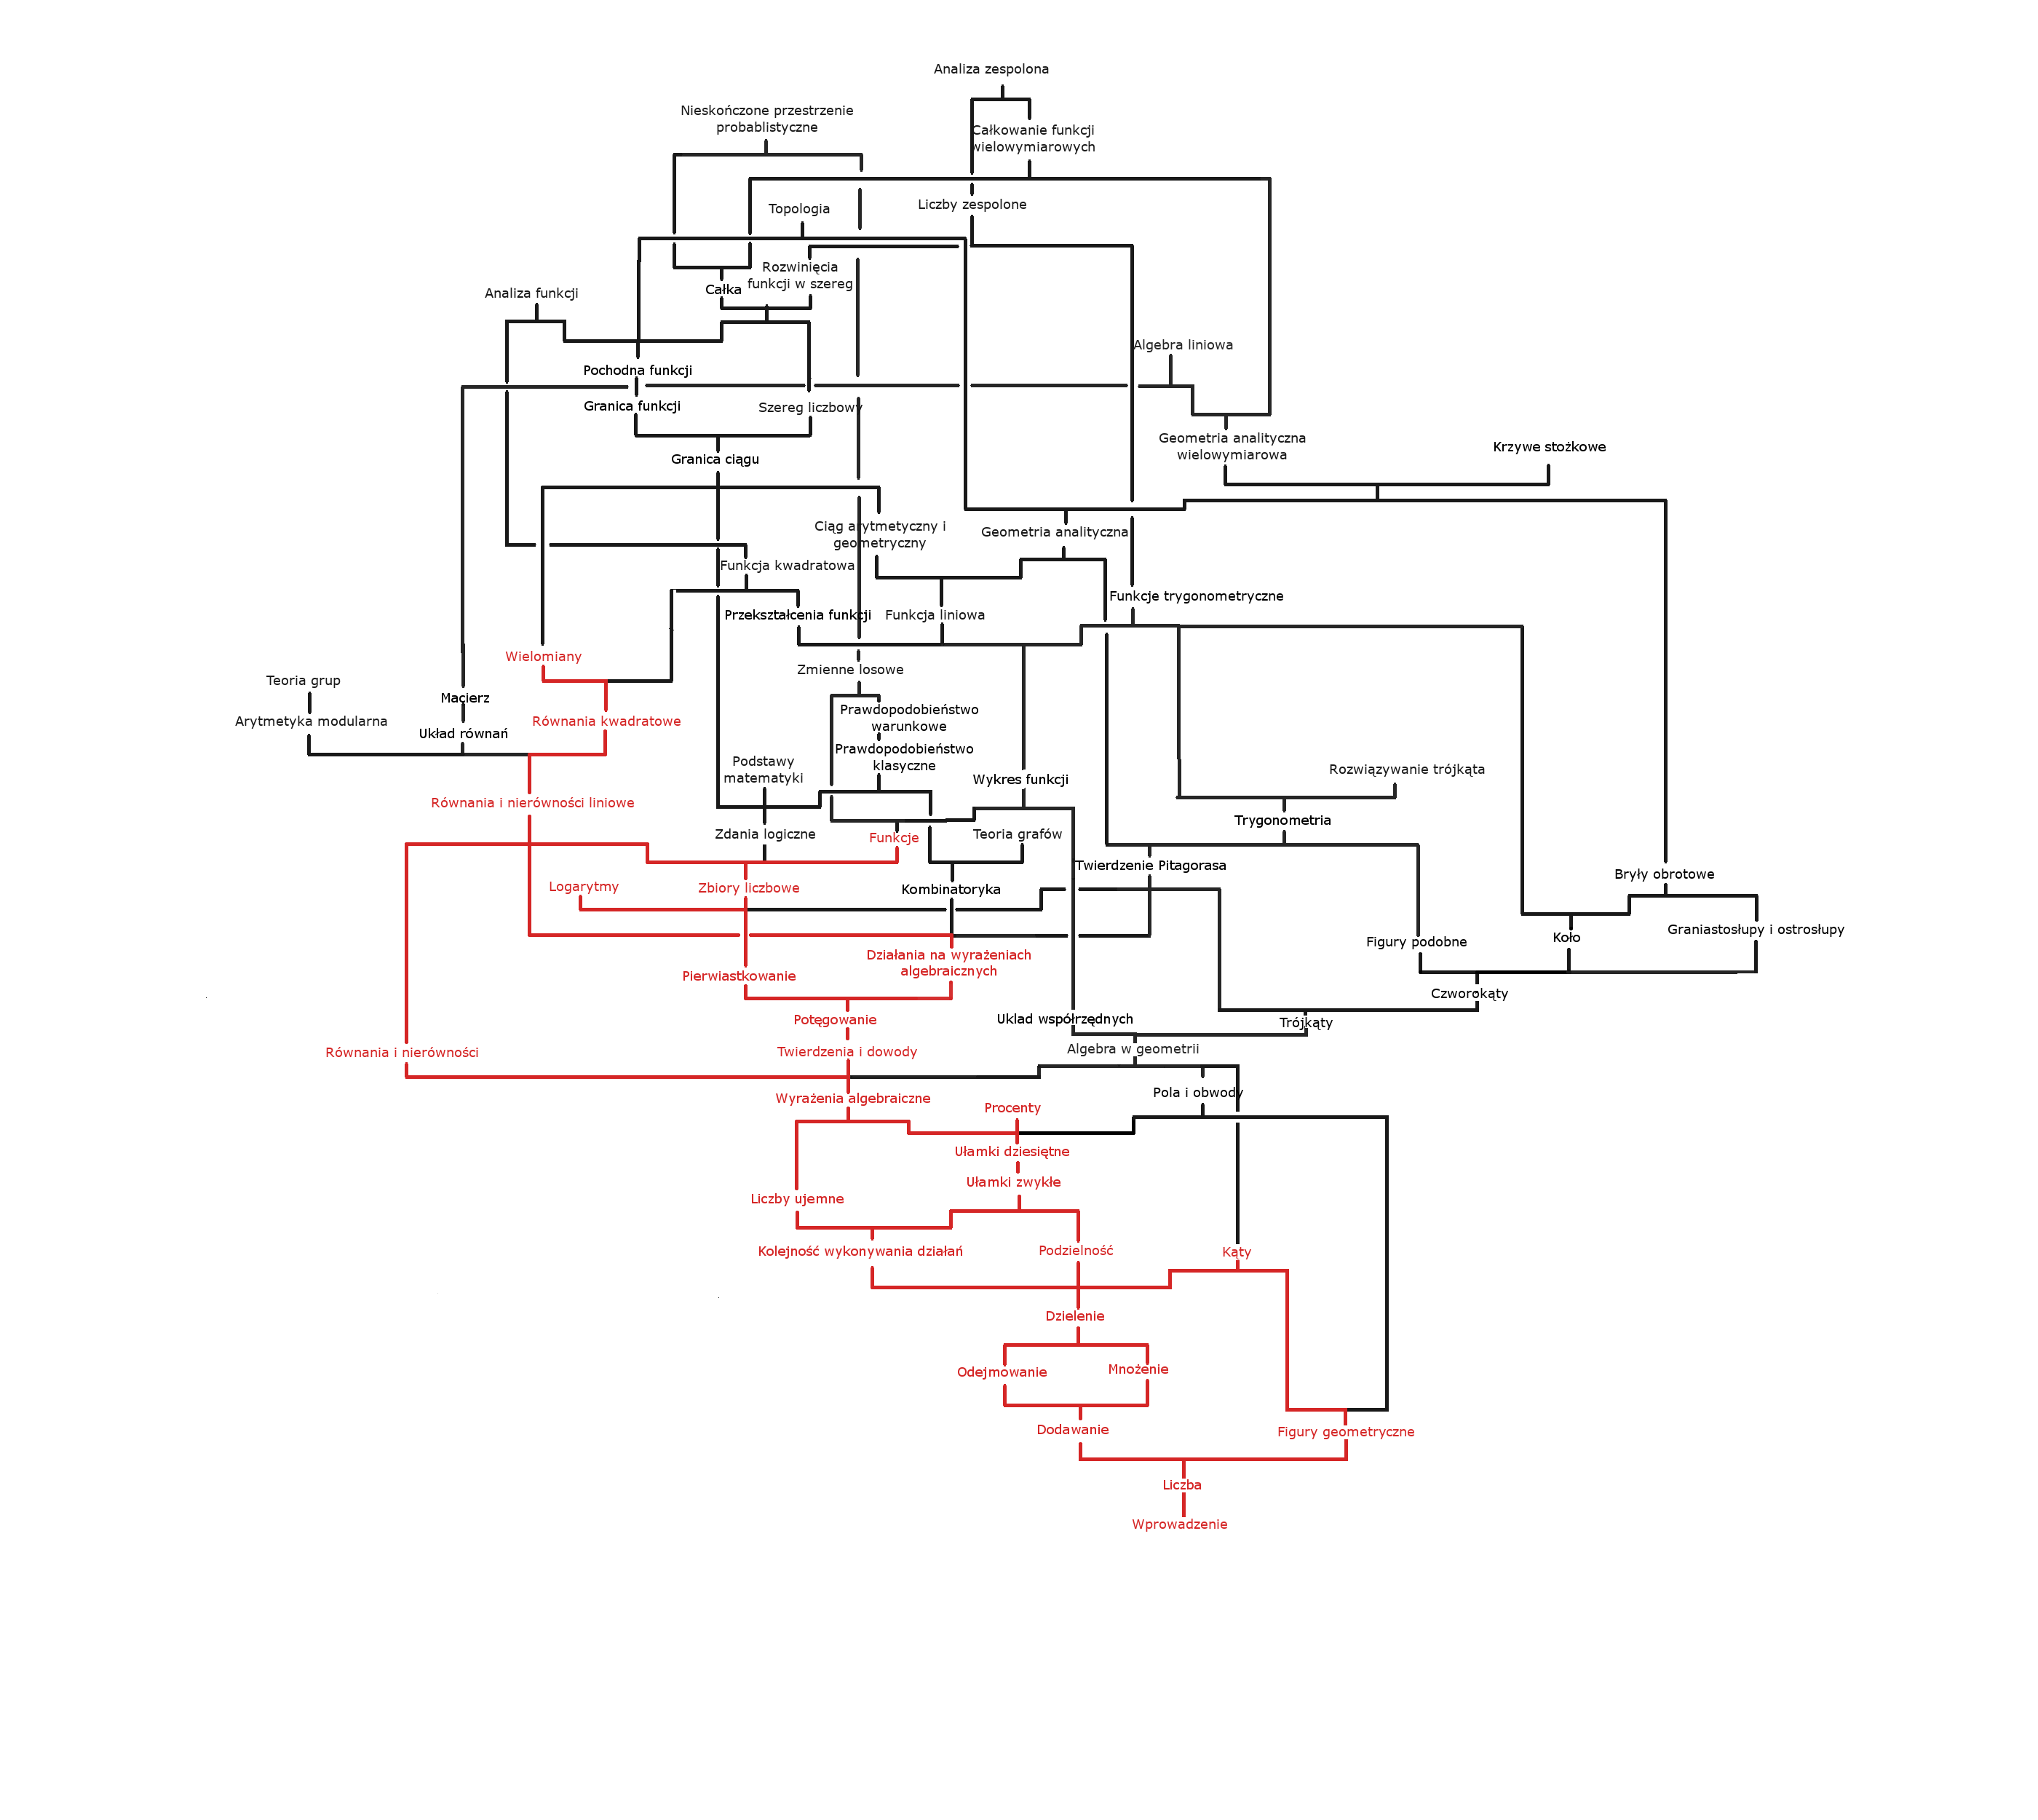 Analiza zespolona
Nieskończone przestrzenie
probablistyczne
Całkowanie funkcji
wielowymiarowych
Liczby zespolone
Topologia
Rozwinięcia
funkcji w szereg
Całka
Analiza funkcji
Algebra liniowa
Pochodna funkcji
Granica funkcji
Szereg liczbowy
Geometria analityczna
wielowymiarowa
Krzywe stożkowe
Granica ciągu
Ciąg arytmetyczny i
geometryczny
Geometria analityczna
Funkcja kwadratowa
Funkcje trygonometryczne
Przekształcenia funkcji
Funkcja liniowa
Wielomiany
Zmienne losowe
Teoria grup
Macierz
Prawdopodobieństwo
warunkowe
Arytmetyka modularna
Równania kwadratowe
Układ równań
Prawdopodobieństwo
klasyczne
Podstawy
matematyki
Rozwiązywanie trójkąta
Wykres funkcji
Równania i nierówności liniowe
Trygonometria
Zdania logiczne
Funkcje
Teoria grafów
Twierdzenie Pitagorasa
Bryły obrotowe
Logarytmy
Zbiory liczbowe
Kombinatoryka
Graniastosłupy i ostrosłupy
Koło
Figury podobne
Działania na wyrażeniach
algebraicznych
Pierwiastkowanie
Czworokąty
Potęgowanie
Uklad współrzędnych
Trójkąty
Równania i nierówności
Twierdzenia i dowody
Algebra w geometrii
Pola i obwody
Wyrażenia algebraiczne
Procenty
Ułamki dziesiętne
Ułamki zwykłe
Liczby ujemne
Kolejność wykonywania działań
Podzielność
Kąty
Dzielenie
Odejmowanie
Mnożenie
Dodawanie
Figury geometryczne
Liczba
Wprowadzenie